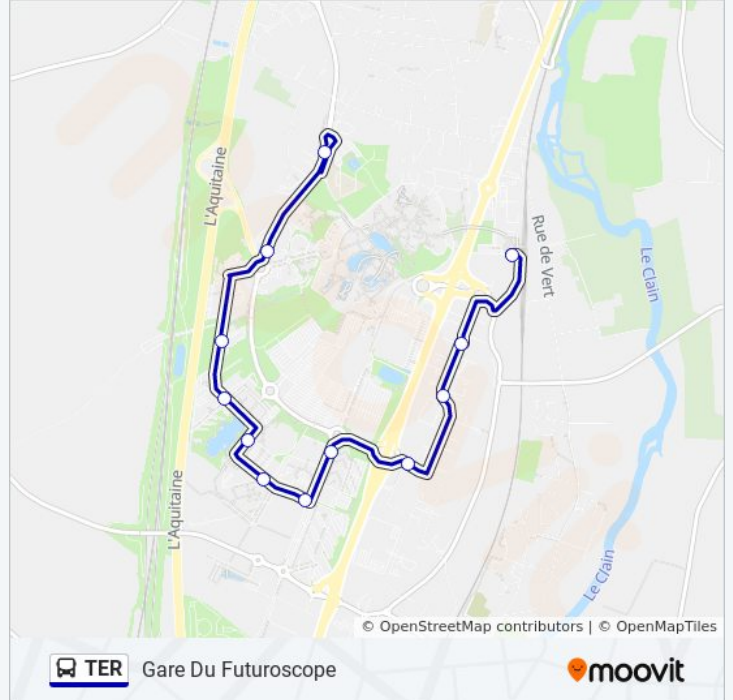 L'Aquitaine
Rue de Vert
Le Clain
L'Aquitaine
Le Clain
© OpenStreetMap contributors | © OpenMapTiles
TER Gare Du Futuroscope
moovit